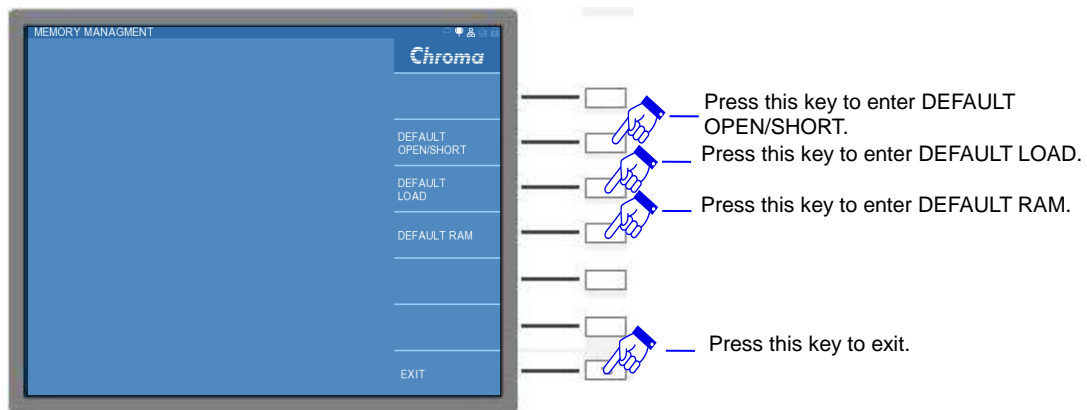 MEMORY MANAGMENT
Chroma
DEFAULT
OPEN/SHORT
DEFAULT
LOAD
DEFAULT RAM
EXIT
Press this key to enter DEFAULT
OPEN/SHORT.
Press this key to enter DEFAULT LOAD.
Press this key to enter DEFAULT RAM.
Press this key to exit.